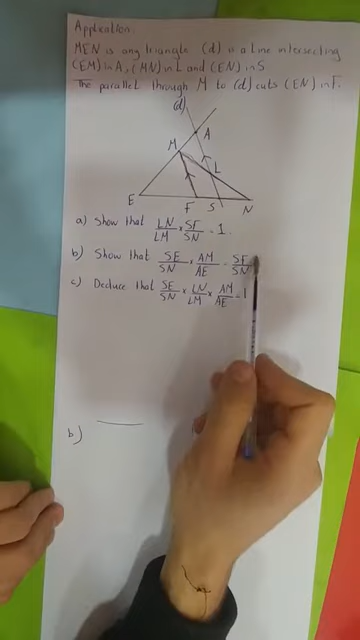 Application:
MEN is any triangle (d) is a line intersecting
(EM) in A, (MN) in L and (EN) in S
The parallel through M to (d) cuts (EN) in F.
(d)
A
M
L
E F S N
a) Show that LN/LM × SF/SN = 1.
b) Show that SE/SN × AM/AE = SF/SN
c) Deduce that SE/SN × LN/LM × AM/AE = 1
b)